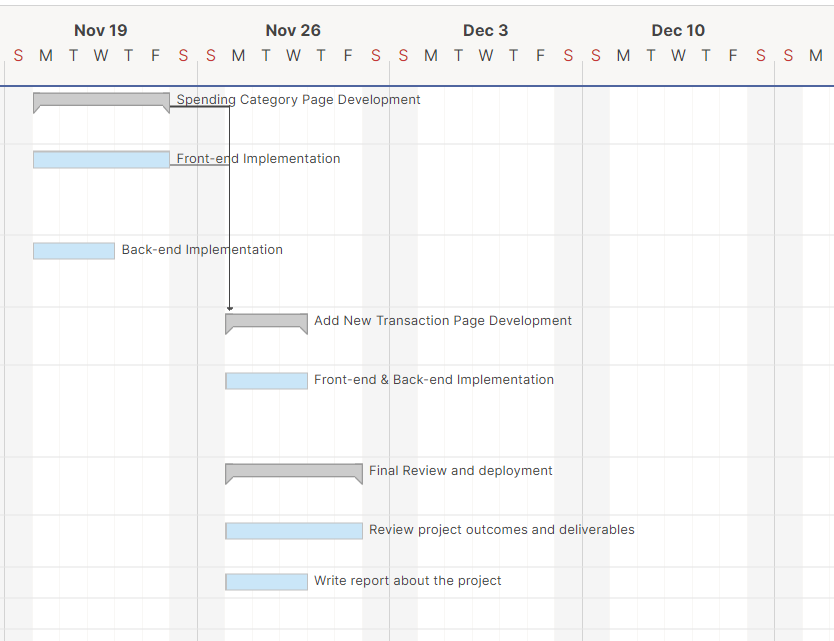 Nov 19 Nov 26 Dec 3 Dec 10
S M T W T F S S M T W T F S S M T W T F S S M T W T F S S M
Spending Category Page Development
Front-end Implementation
Back-end Implementation
Add New Transaction Page Development
Front-end & Back-end Implementation
Final Review and deployment
Review project outcomes and deliverables
Write report about the project